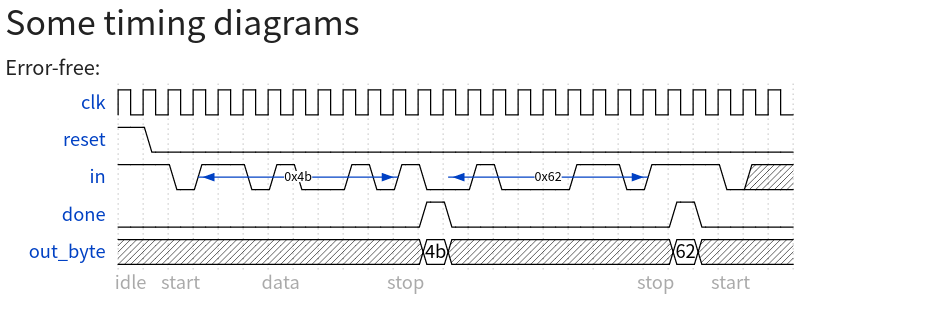 Some timing diagrams
Error-free:
clk
reset
in 0x4b 0x62
done
out_byte 4b 62
idle start data stop stop start